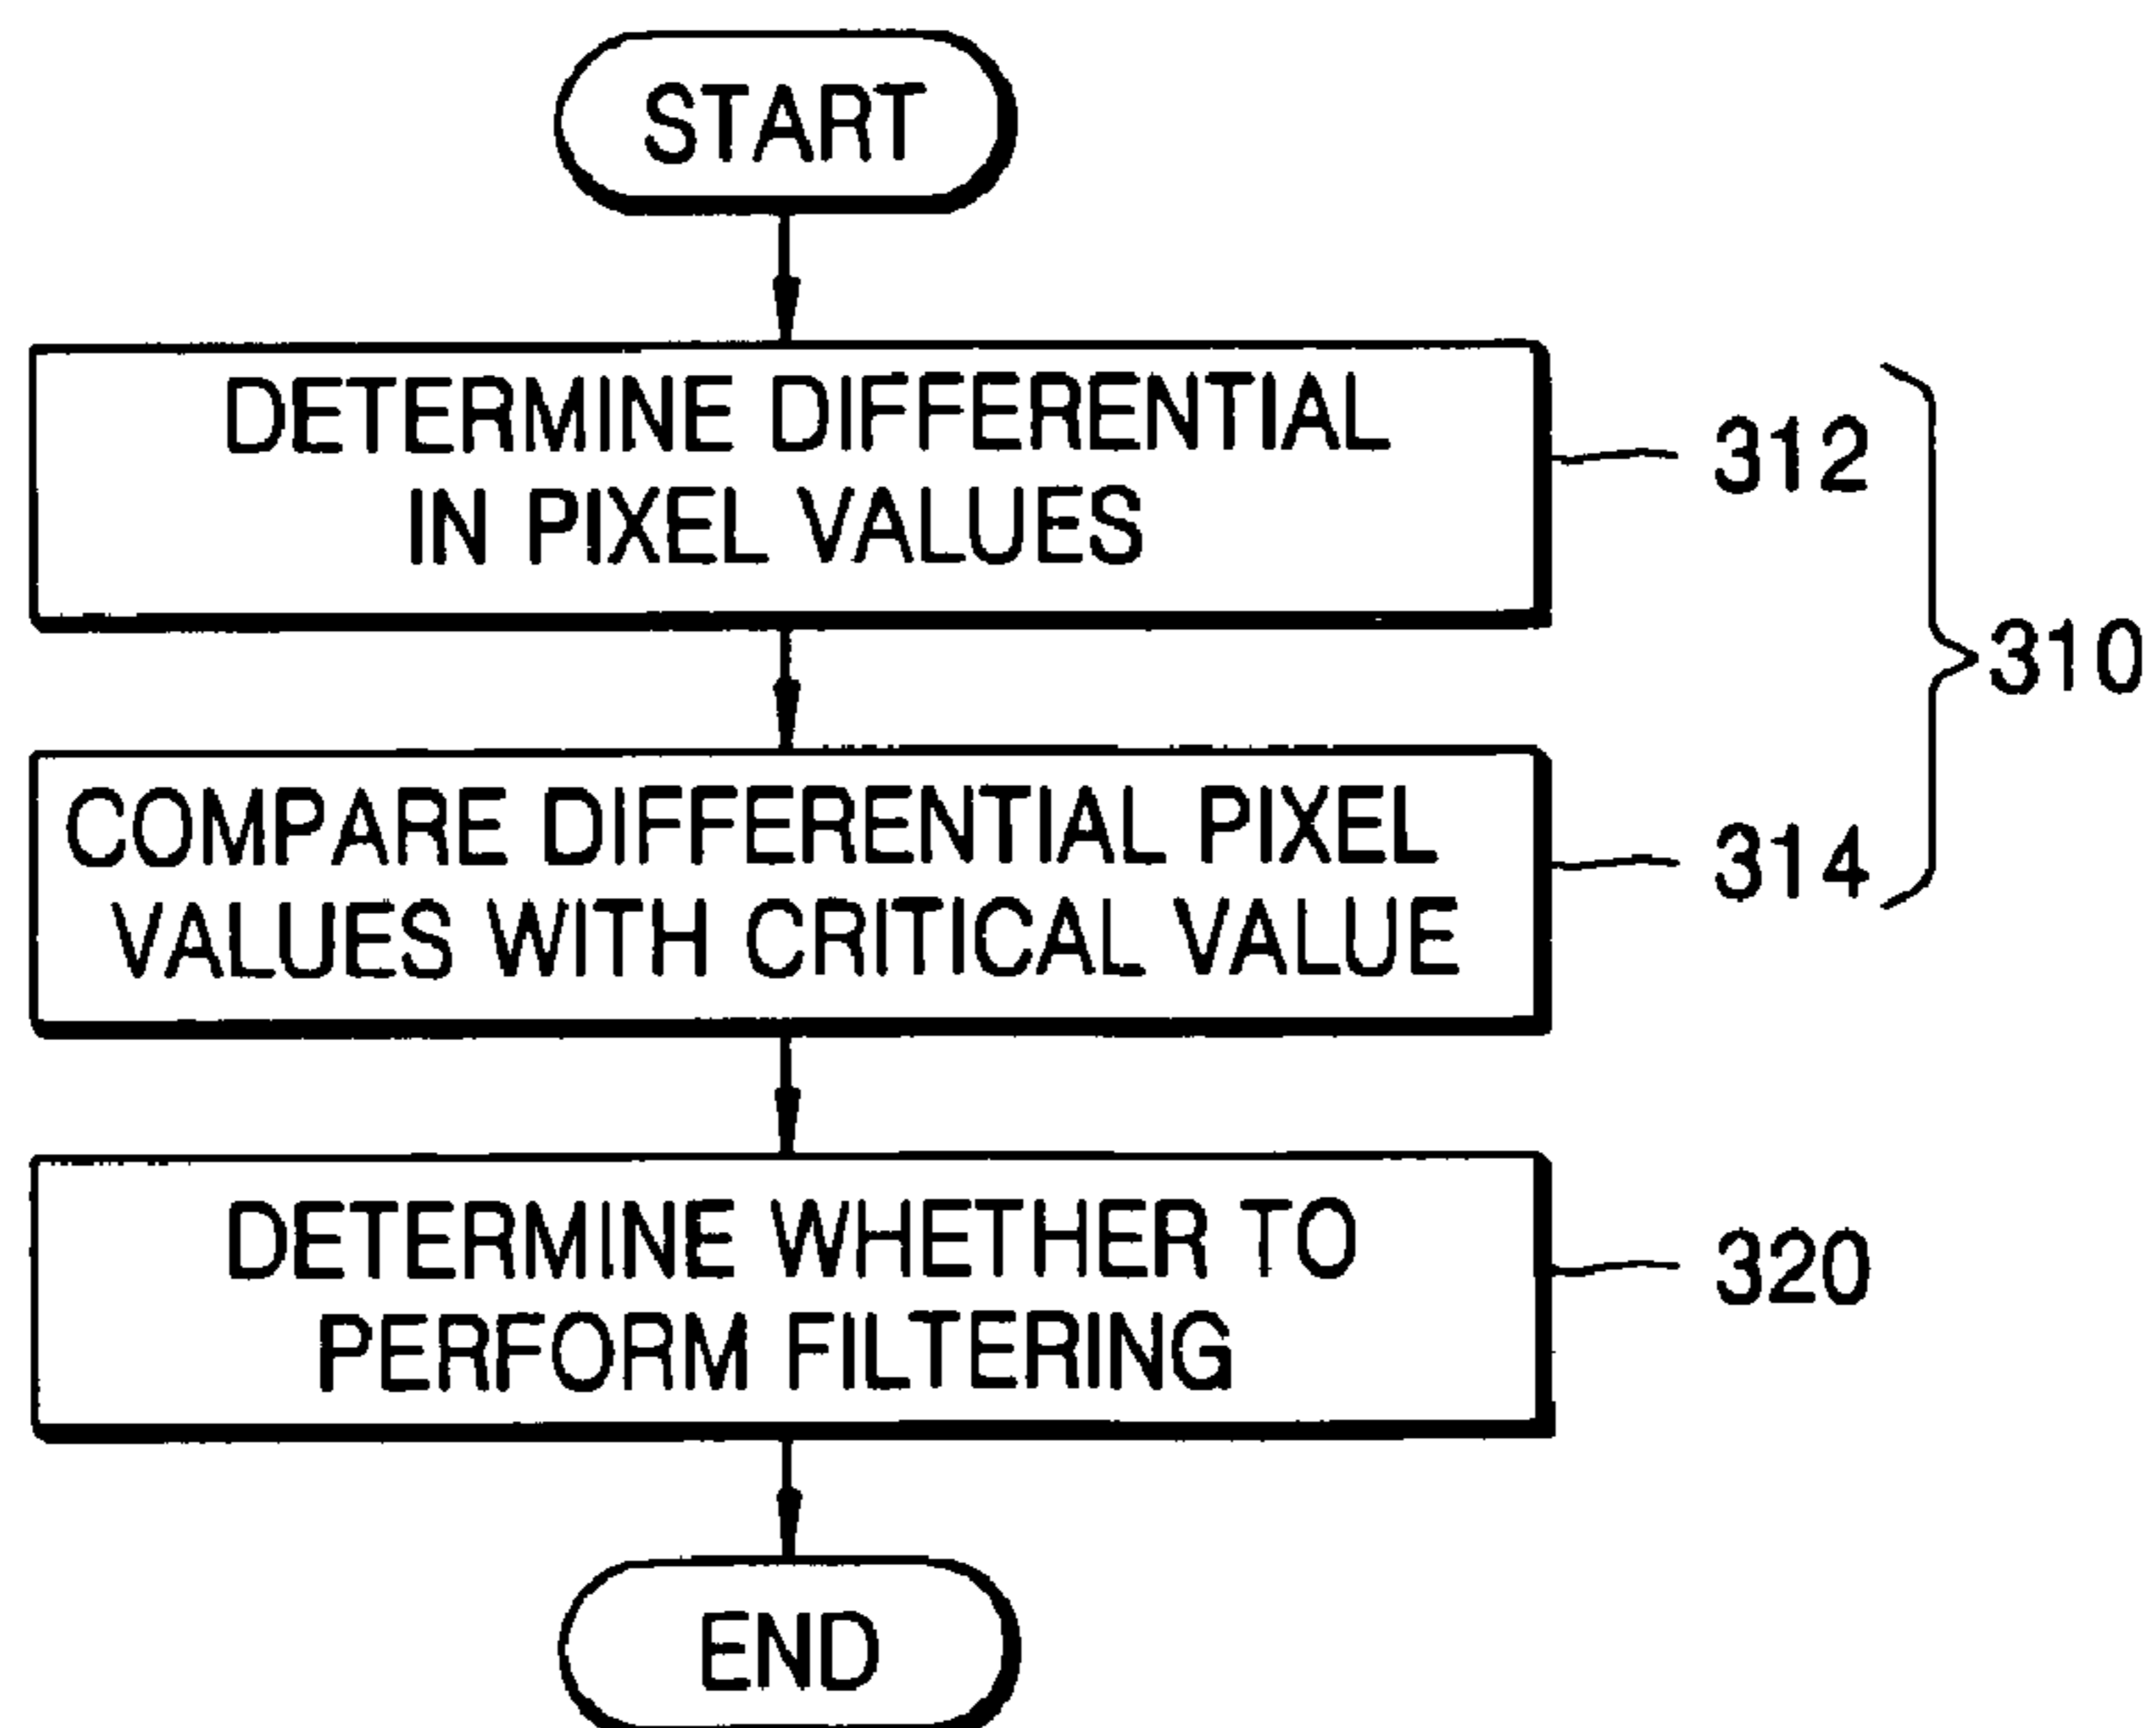 START
DETERMINE DIFFERENTIAL
IN PIXEL VALUES
312
310
COMPARE DIFFERENTIAL PIXEL
VALUES WITH CRITICAL VALUE
314
DETERMINE WHETHER TO
PERFORM FILTERING
320
END